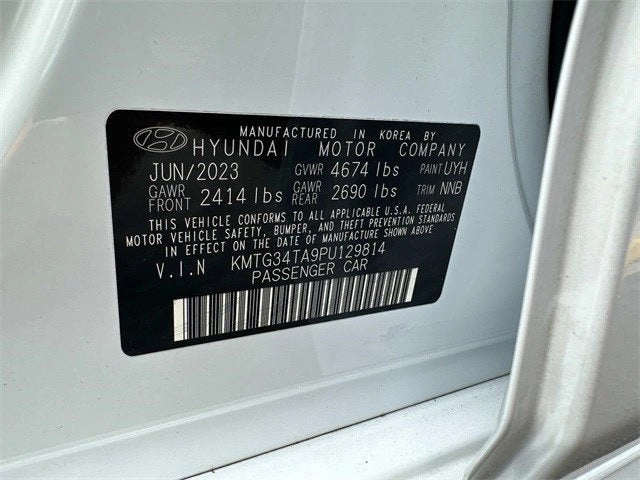 MANUFACTURED IN KOREA BY
HYUNDAI MOTOR COMPANY
JUN/2023 GVWR 4674 lbs PAINT UYH
GAWR FRONT 2414 lbs GAWR REAR 2690 lbs TRIM NNB
THIS VEHICLE CONFORMS TO ALL APPLICABLE U.S.A. FEDERAL
MOTOR VEHICLE SAFETY, BUMPER, AND THEFT PREVENTION STANDARDS
IN EFFECT ON THE DATE OF MANUFACTURE SHOWN ABOVE
V.I.N KMTG34TA9PU129814
PASSENGER CAR